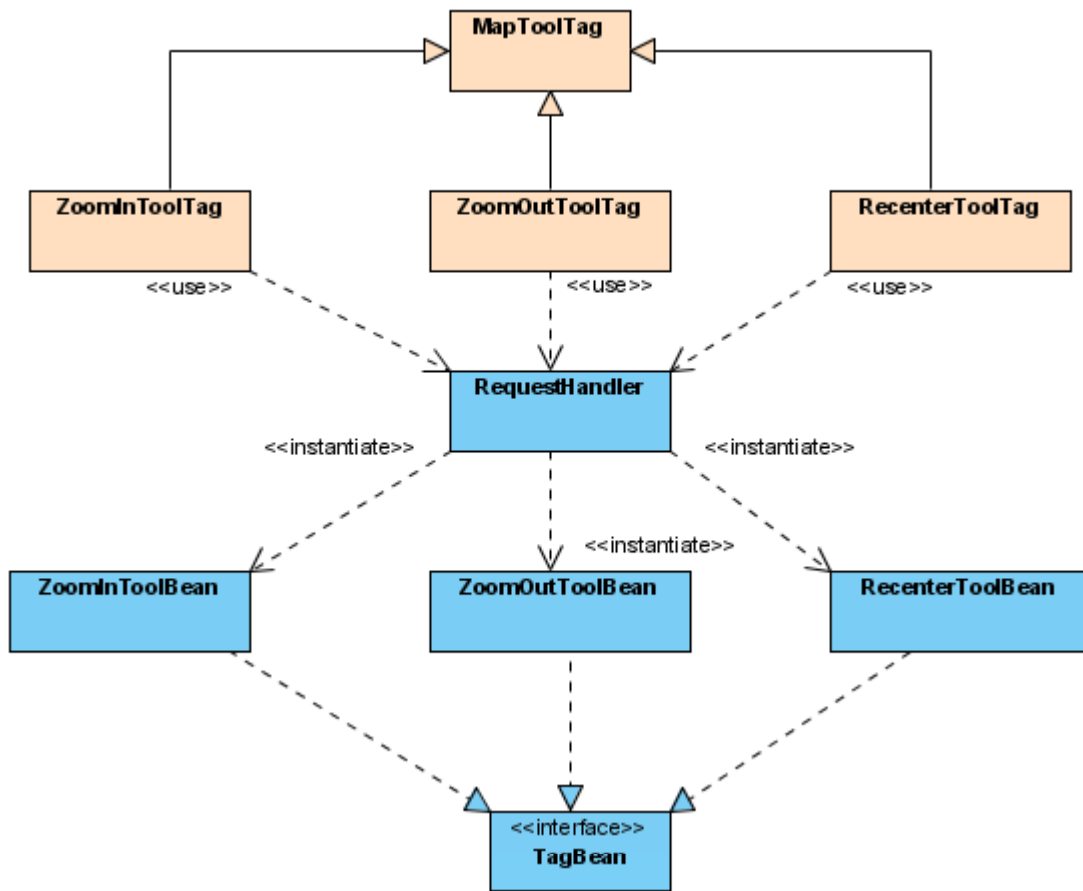 MapToolTag
ZoomInToolTag
ZoomOutToolTag
RecenterToolTag
<<use>>
<<use>>
<<use>>
RequestHandler
<<instantiate>>
<<instantiate>>
<<instantiate>>
ZoomInToolBean
ZoomOutToolBean
RecenterToolBean
<<interface>>
TagBean